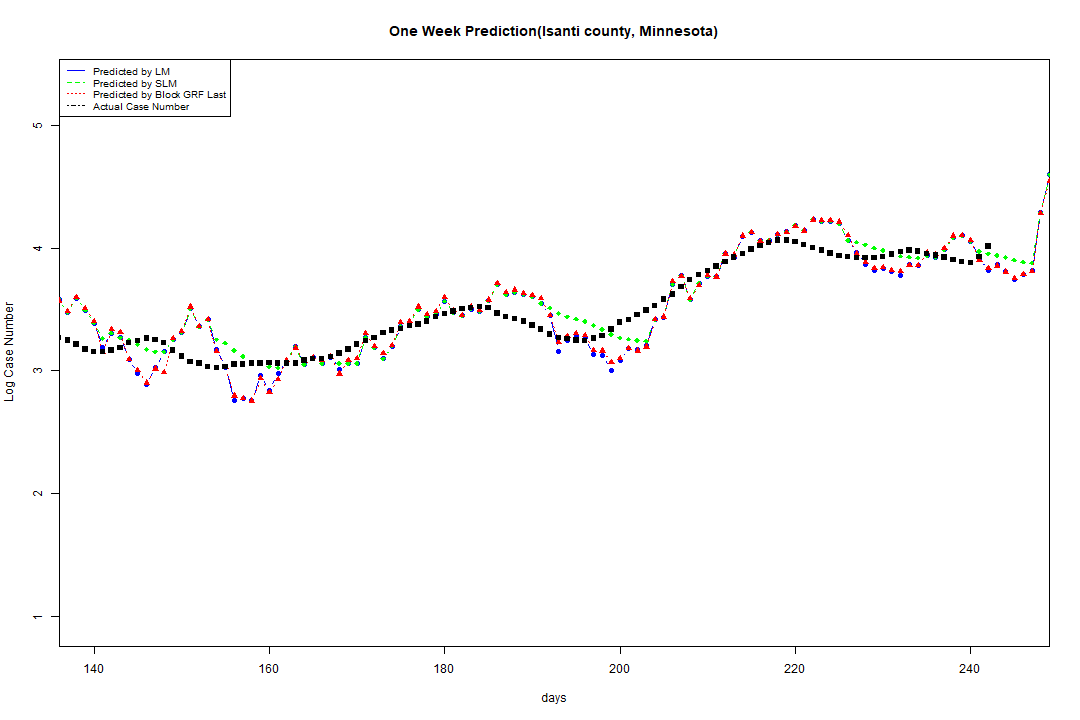 One Week Prediction(Isanti county, Minnesota)
Predicted by LM
Predicted by SLM
Predicted by Block GRF Last
Actual Case Number
5
4
3
2
1
Log Case Number
140 160 180 200 220 240
days